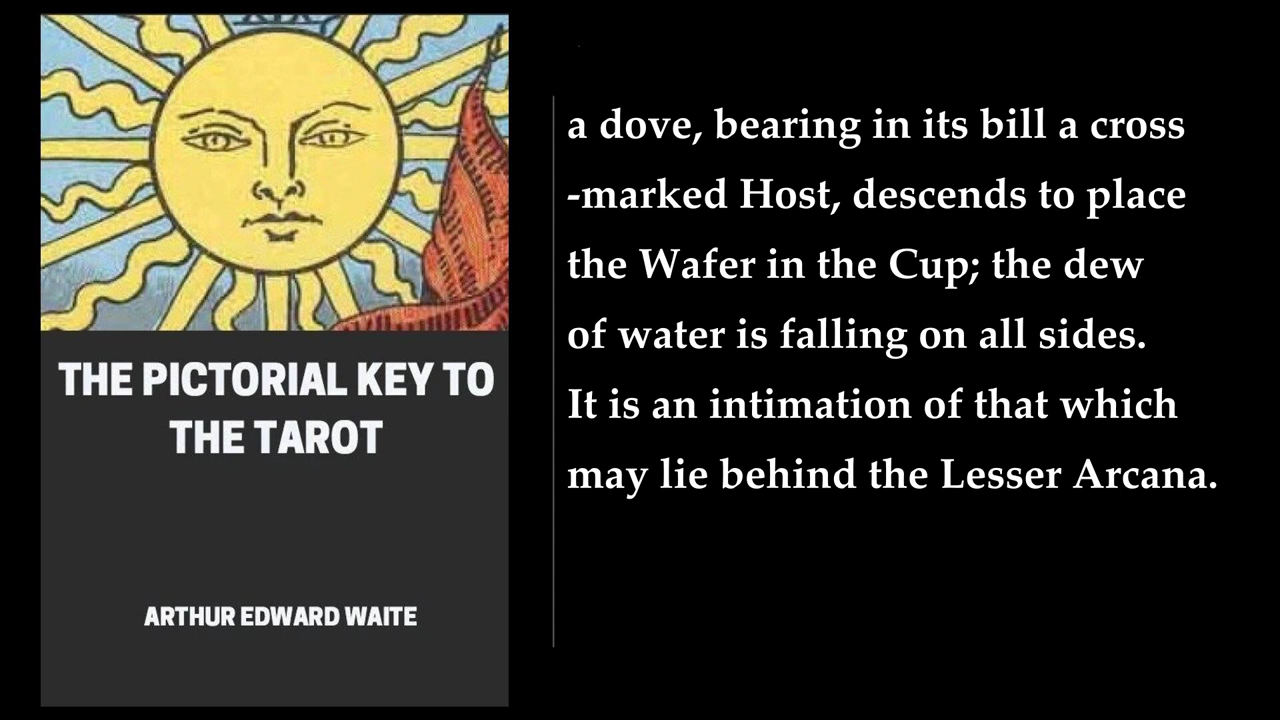 XIX
THE PICTORIAL KEY TO
THE TAROT
ARTHUR EDWARD WAITE
a dove, bearing in its bill a cross
-marked Host, descends to place
the Wafer in the Cup; the dew
of water is falling on all sides.
It is an intimation of that which
may lie behind the Lesser Arcana.